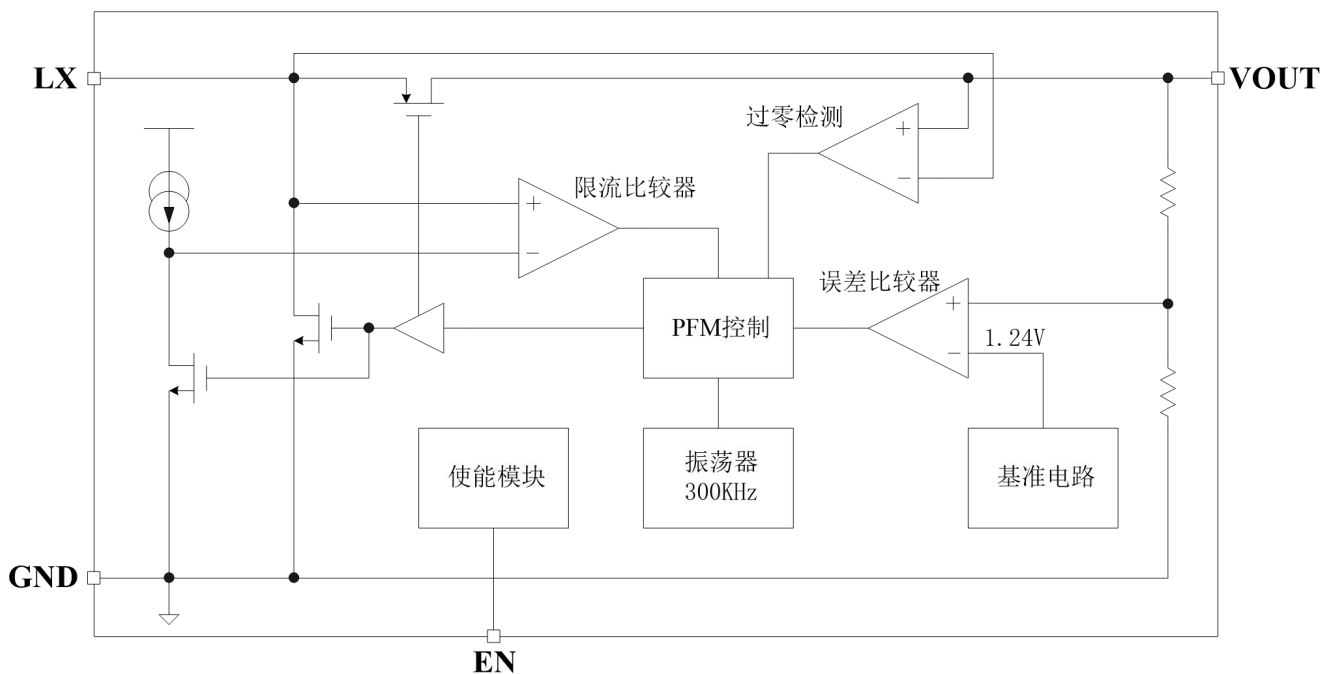 LX
VOUT
过零检测
+
−
限流比较器
+
−
误差比较器
+
1.24V
−
PFM控制
使能模块
振荡器
300KHz
基准电路
GND
EN